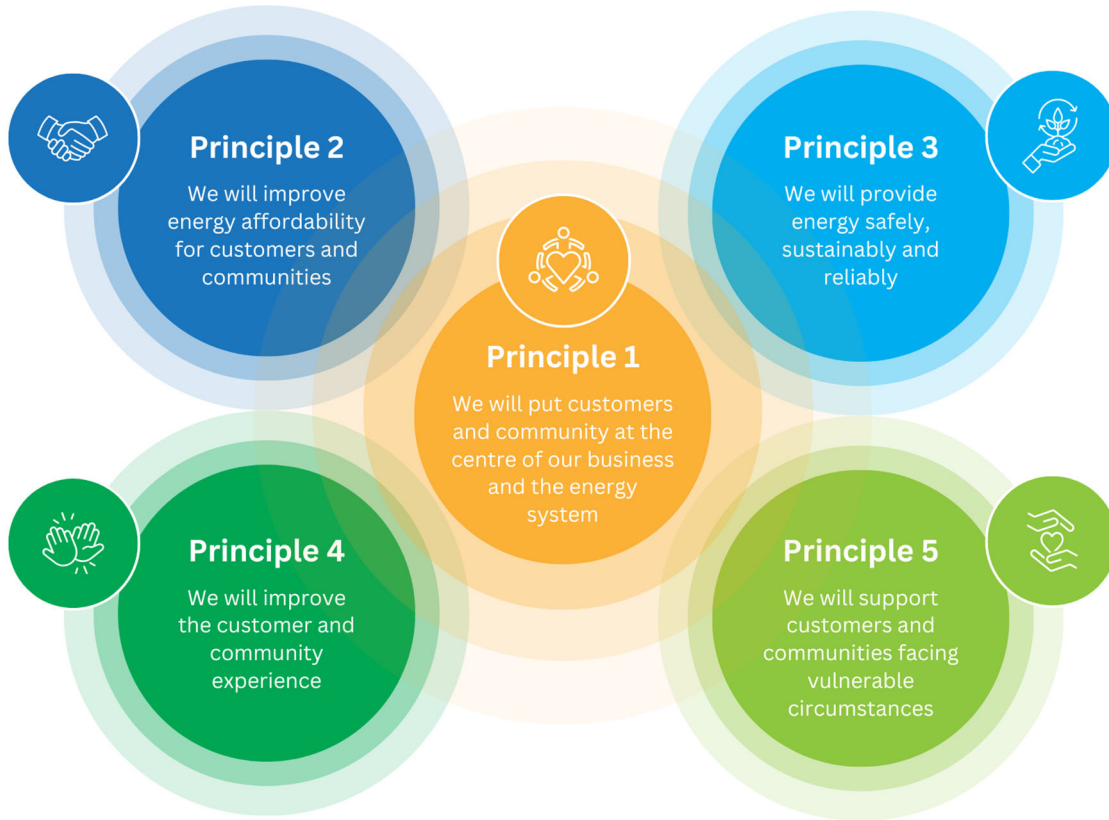 Principle 2
We will improve
energy affordability
for customers and
communities
Principle 3
We will provide
energy safely,
sustainably and
reliably
Principle 1
We will put customers
and community at the
centre of our business
and the energy
system
Principle 4
We will improve
the customer and
community
experience
Principle 5
We will support
customers and
communities facing
vulnerable
circumstances